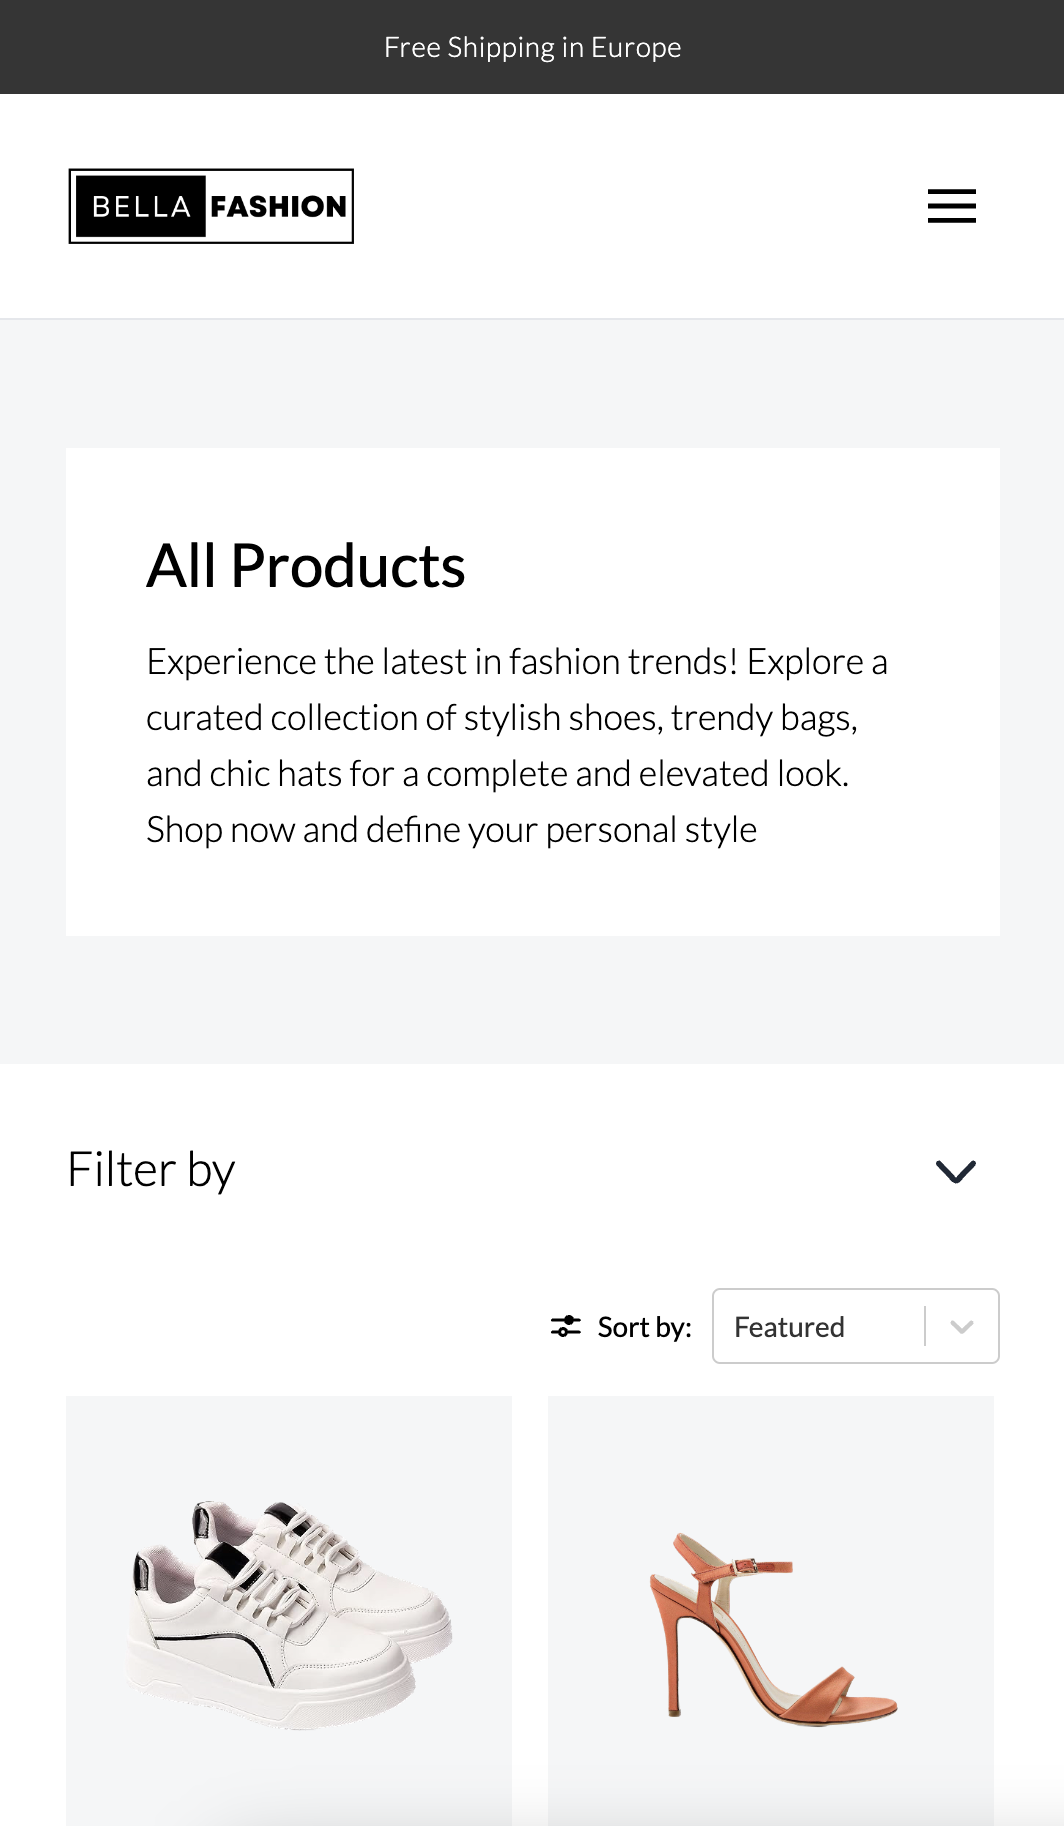 Free Shipping in Europe
BELLA FASHION
All Products
Experience the latest in fashion trends! Explore a
curated collection of stylish shoes, trendy bags,
and chic hats for a complete and elevated look.
Shop now and define your personal style
Filter by
Sort by: Featured